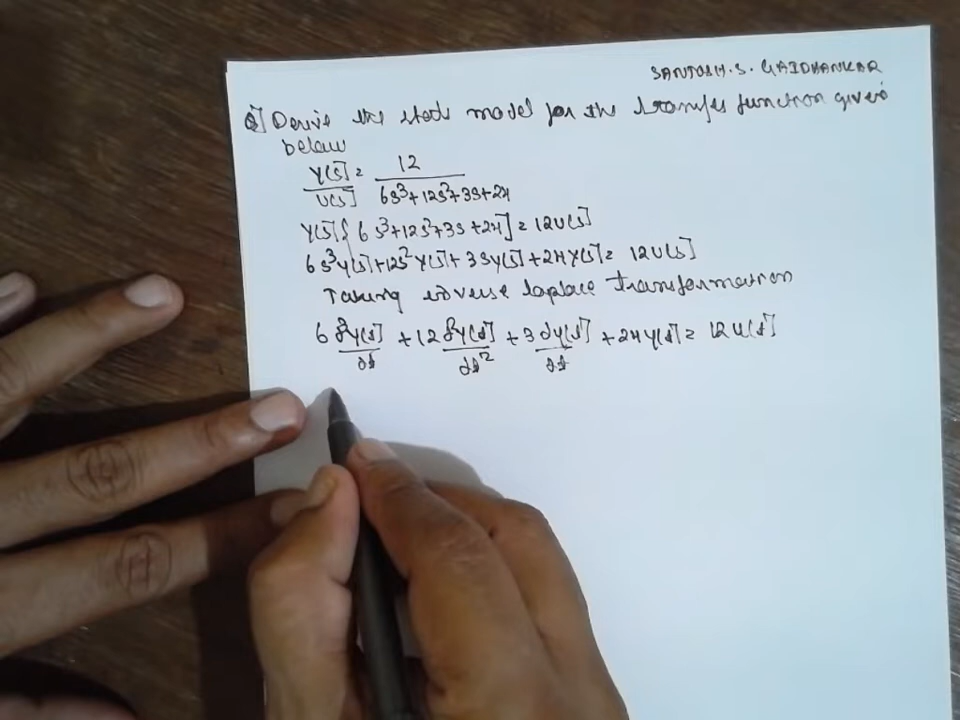 SANTOSH.S. GAIDHANKAR
Q] Derive the state model for the transfer function given
below
Y[s]/U[s] = 12/(6s³+12s²+3s+24)
Y[s][6s³+12s²+3s+24] = 12U[s]
6s³Y[s]+12s²Y[s]+3sY[s]+24Y[s] = 12U[s]
Taking inverse laplace transformation
6 d³y[t]/dt + 12 d²y[t]/dt² + 3 dy[t]/dt + 24y[t] = 12u[t]